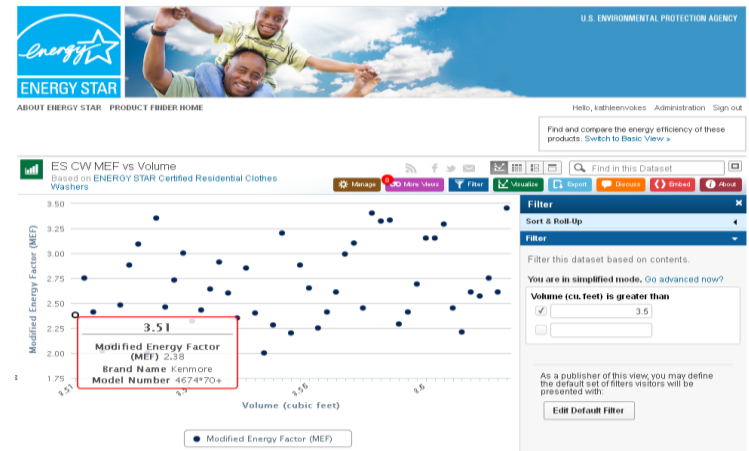 U.S. ENVIRONMENTAL PROTECTION AGENCY
energy
ENERGY STAR
ABOUT ENERGY STAR PRODUCT FINDER HOME
Hello, kathleenvokes Administration Sign out
Find and compare the energy efficiency of these
products. Switch to Basic View »
ES CW MEF vs Volume
Based on ENERGY STAR Certified Residential Clothes
Washers
Find in this Dataset
Manage
More Views
Filter
Visualize
Export
Discuss
Embed
About
3.50
3.25
3.00
2.75
2.50
2.25
2.00
1.75
Modified Energy Factor (MEF)
3.51
Modified Energy Factor
(MEF) 2.38
Brand Name Kenmore
Model Number 4674*70+
3.51
3.56
3.6
Volume (cubic feet)
Modified Energy Factor (MEF)
Filter
Sort & Roll-Up
Filter
Filter this dataset based on contents.
You are in simplified mode. Go advanced now?
Volume (cu. feet) is greater than
3.5
As a publisher of this view, you may define
the default set of filters visitors will be
presented with:
Edit Default Filter